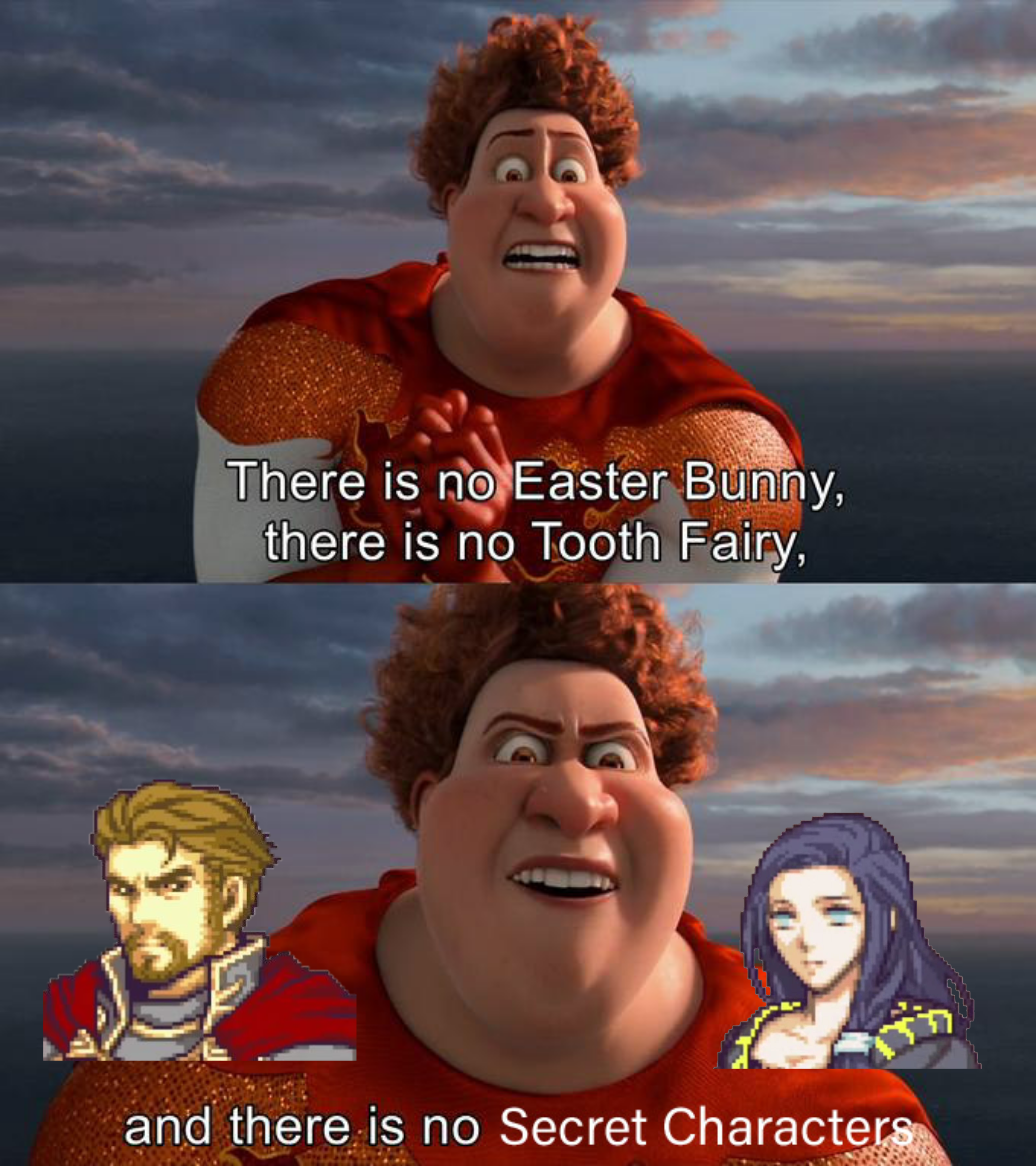 There is no Easter Bunny,
there is no Tooth Fairy,
and there is no Secret Characters